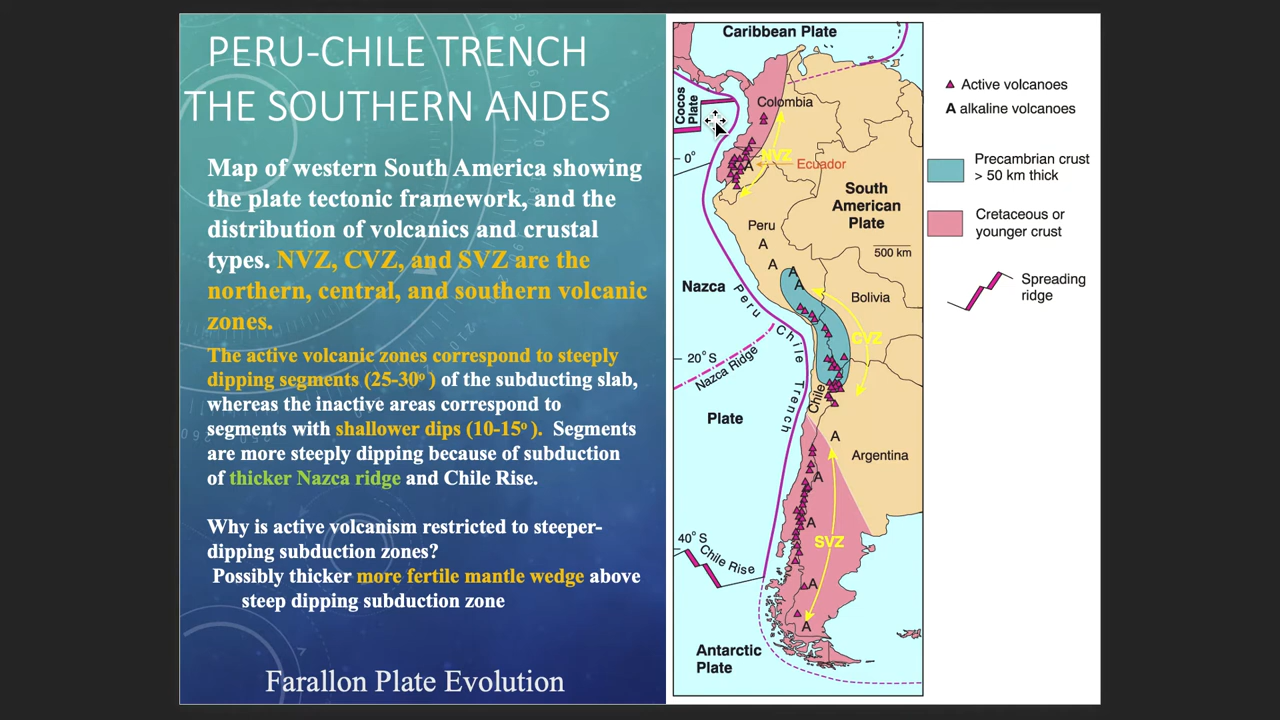 PERU-CHILE TRENCH
THE SOUTHERN ANDES
Map of western South America showing
the plate tectonic framework, and the
distribution of volcanics and crustal
types. NVZ, CVZ, and SVZ are the
northern, central, and southern volcanic
zones.
The active volcanic zones correspond to steeply
dipping segments (25-30º ) of the subducting slab,
whereas the inactive areas correspond to
segments with shallower dips (10-15º ).  Segments
are more steeply dipping because of subduction
of thicker Nazca ridge and Chile Rise.
Why is active volcanism restricted to steeper-
dipping subduction zones?
Possibly thicker more fertile mantle wedge above
steep dipping subduction zone
Farallon Plate Evolution
Caribbean Plate
Cocos
Plate
Colombia
NVZ
0°
A
Ecuador
South
American
Plate
Peru
A
500 km
A
A
A
Nazca
Bolivia
Peru Chile Trench
CVZ
20° S
Nazca Ridge
Chile
Plate
A
Argentina
A
A
40° S
SVZ
Chile Rise
A
A
Antarctic
Plate
Active volcanoes
A alkaline volcanoes
Precambrian crust
> 50 km thick
Cretaceous or
younger crust
Spreading
ridge